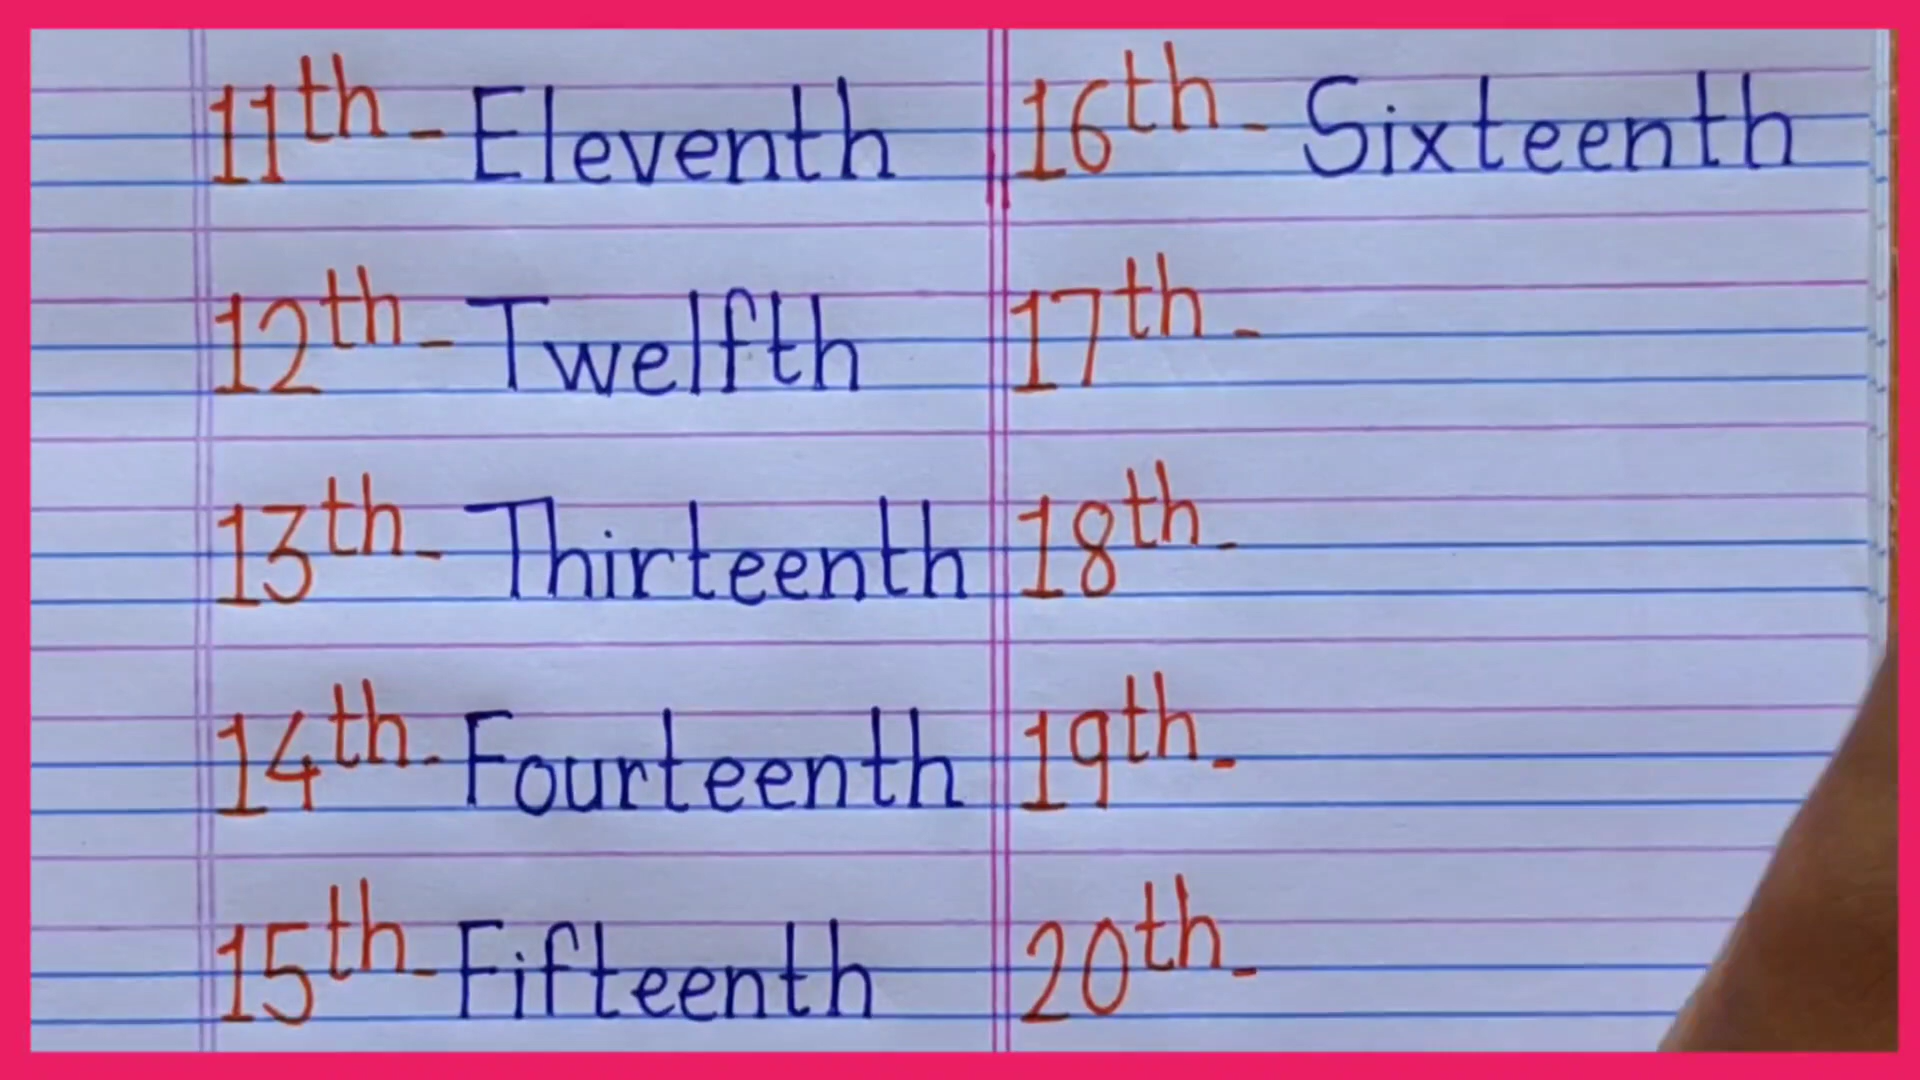 11th - Eleventh
12th - Twelfth
13th - Thirteenth
14th - Fourteenth
15th - Fifteenth
16th - Sixteenth
17th -
18th -
19th -
20th -